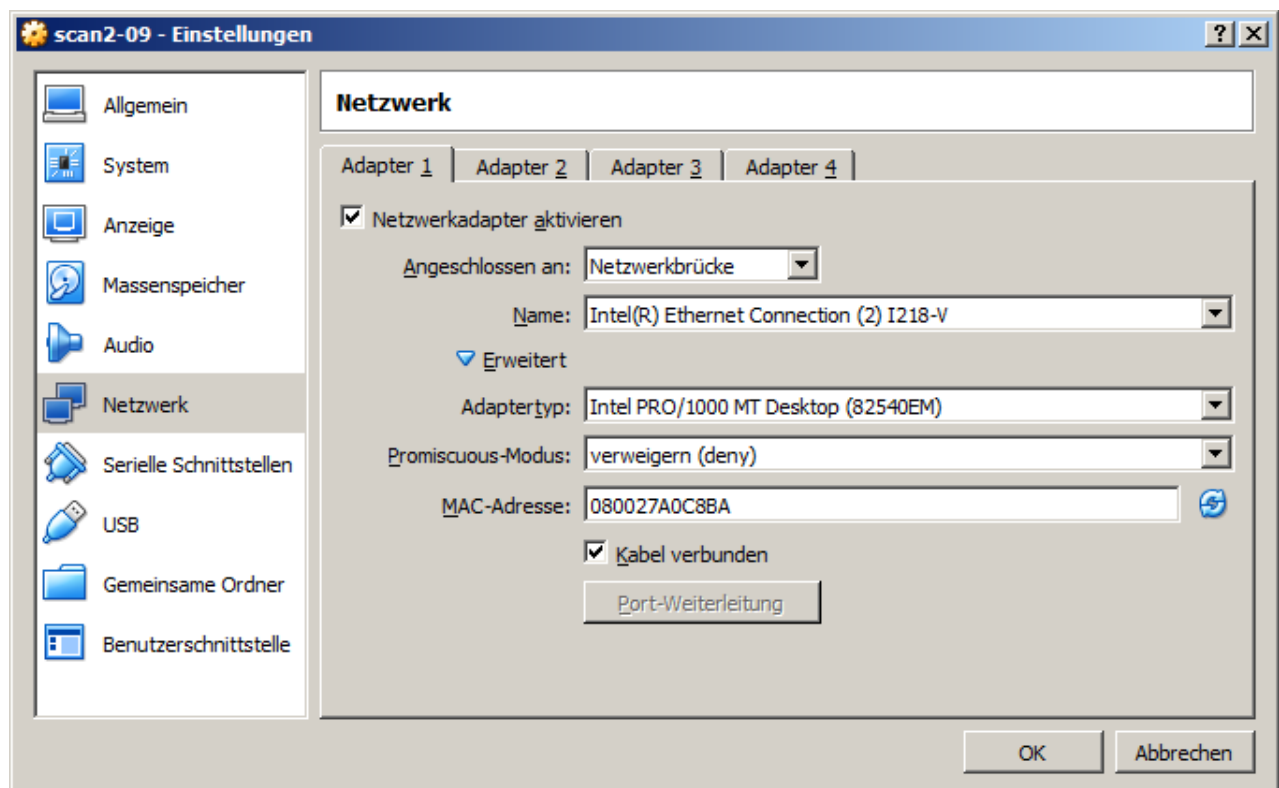 scan2-09 - Einstellungen
Allgemein
System
Anzeige
Massenspeicher
Audio
Netzwerk
Serielle Schnittstellen
USB
Gemeinsame Ordner
Benutzerschnittstelle
Netzwerk
Adapter 1 Adapter 2 Adapter 3 Adapter 4
Netzwerkadapter aktivieren
Angeschlossen an: Netzwerkbrücke
Name: Intel(R) Ethernet Connection (2) I218-V
Erweitert
Adaptertyp: Intel PRO/1000 MT Desktop (82540EM)
Promiscuous-Modus: verweigern (deny)
MAC-Adresse: 080027A0C8BA
Kabel verbunden
Port-Weiterleitung
OK Abbrechen